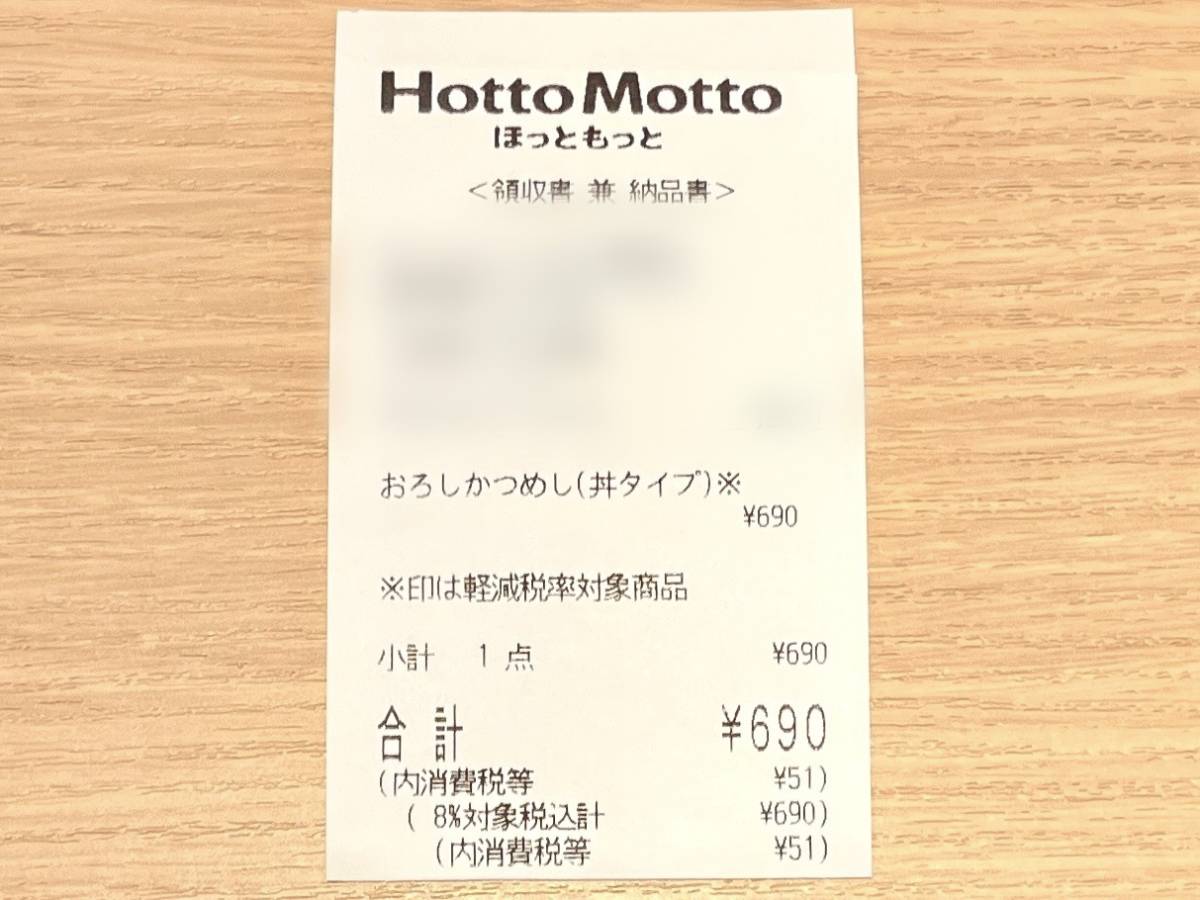 Hotto Motto
ほっともっと
＜領収書 兼 納品書＞
おろしかつめし(丼タイプ)※
¥690
※印は軽減税率対象商品
小計 1 点 ¥690
合計 ¥690
(内消費税等 ¥51)
( 8%対象税込計 ¥690)
(内消費税等 ¥51)